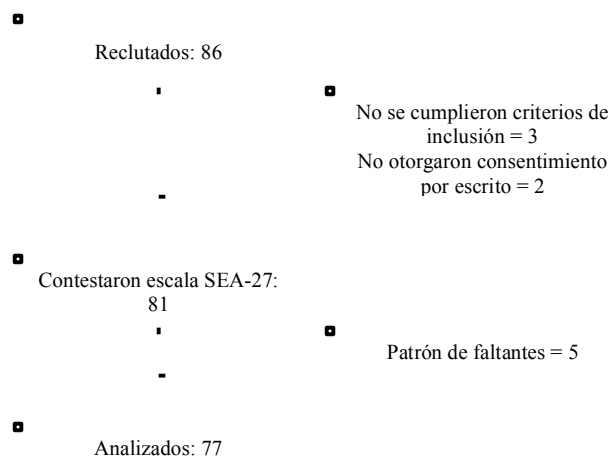 Reclutados: 86
No se cumplieron criterios de
inclusión = 3
No otorgaron consentimiento
por escrito = 2
Contestaron escala SEA-27:
81
Patrón de faltantes = 5
Analizados: 77